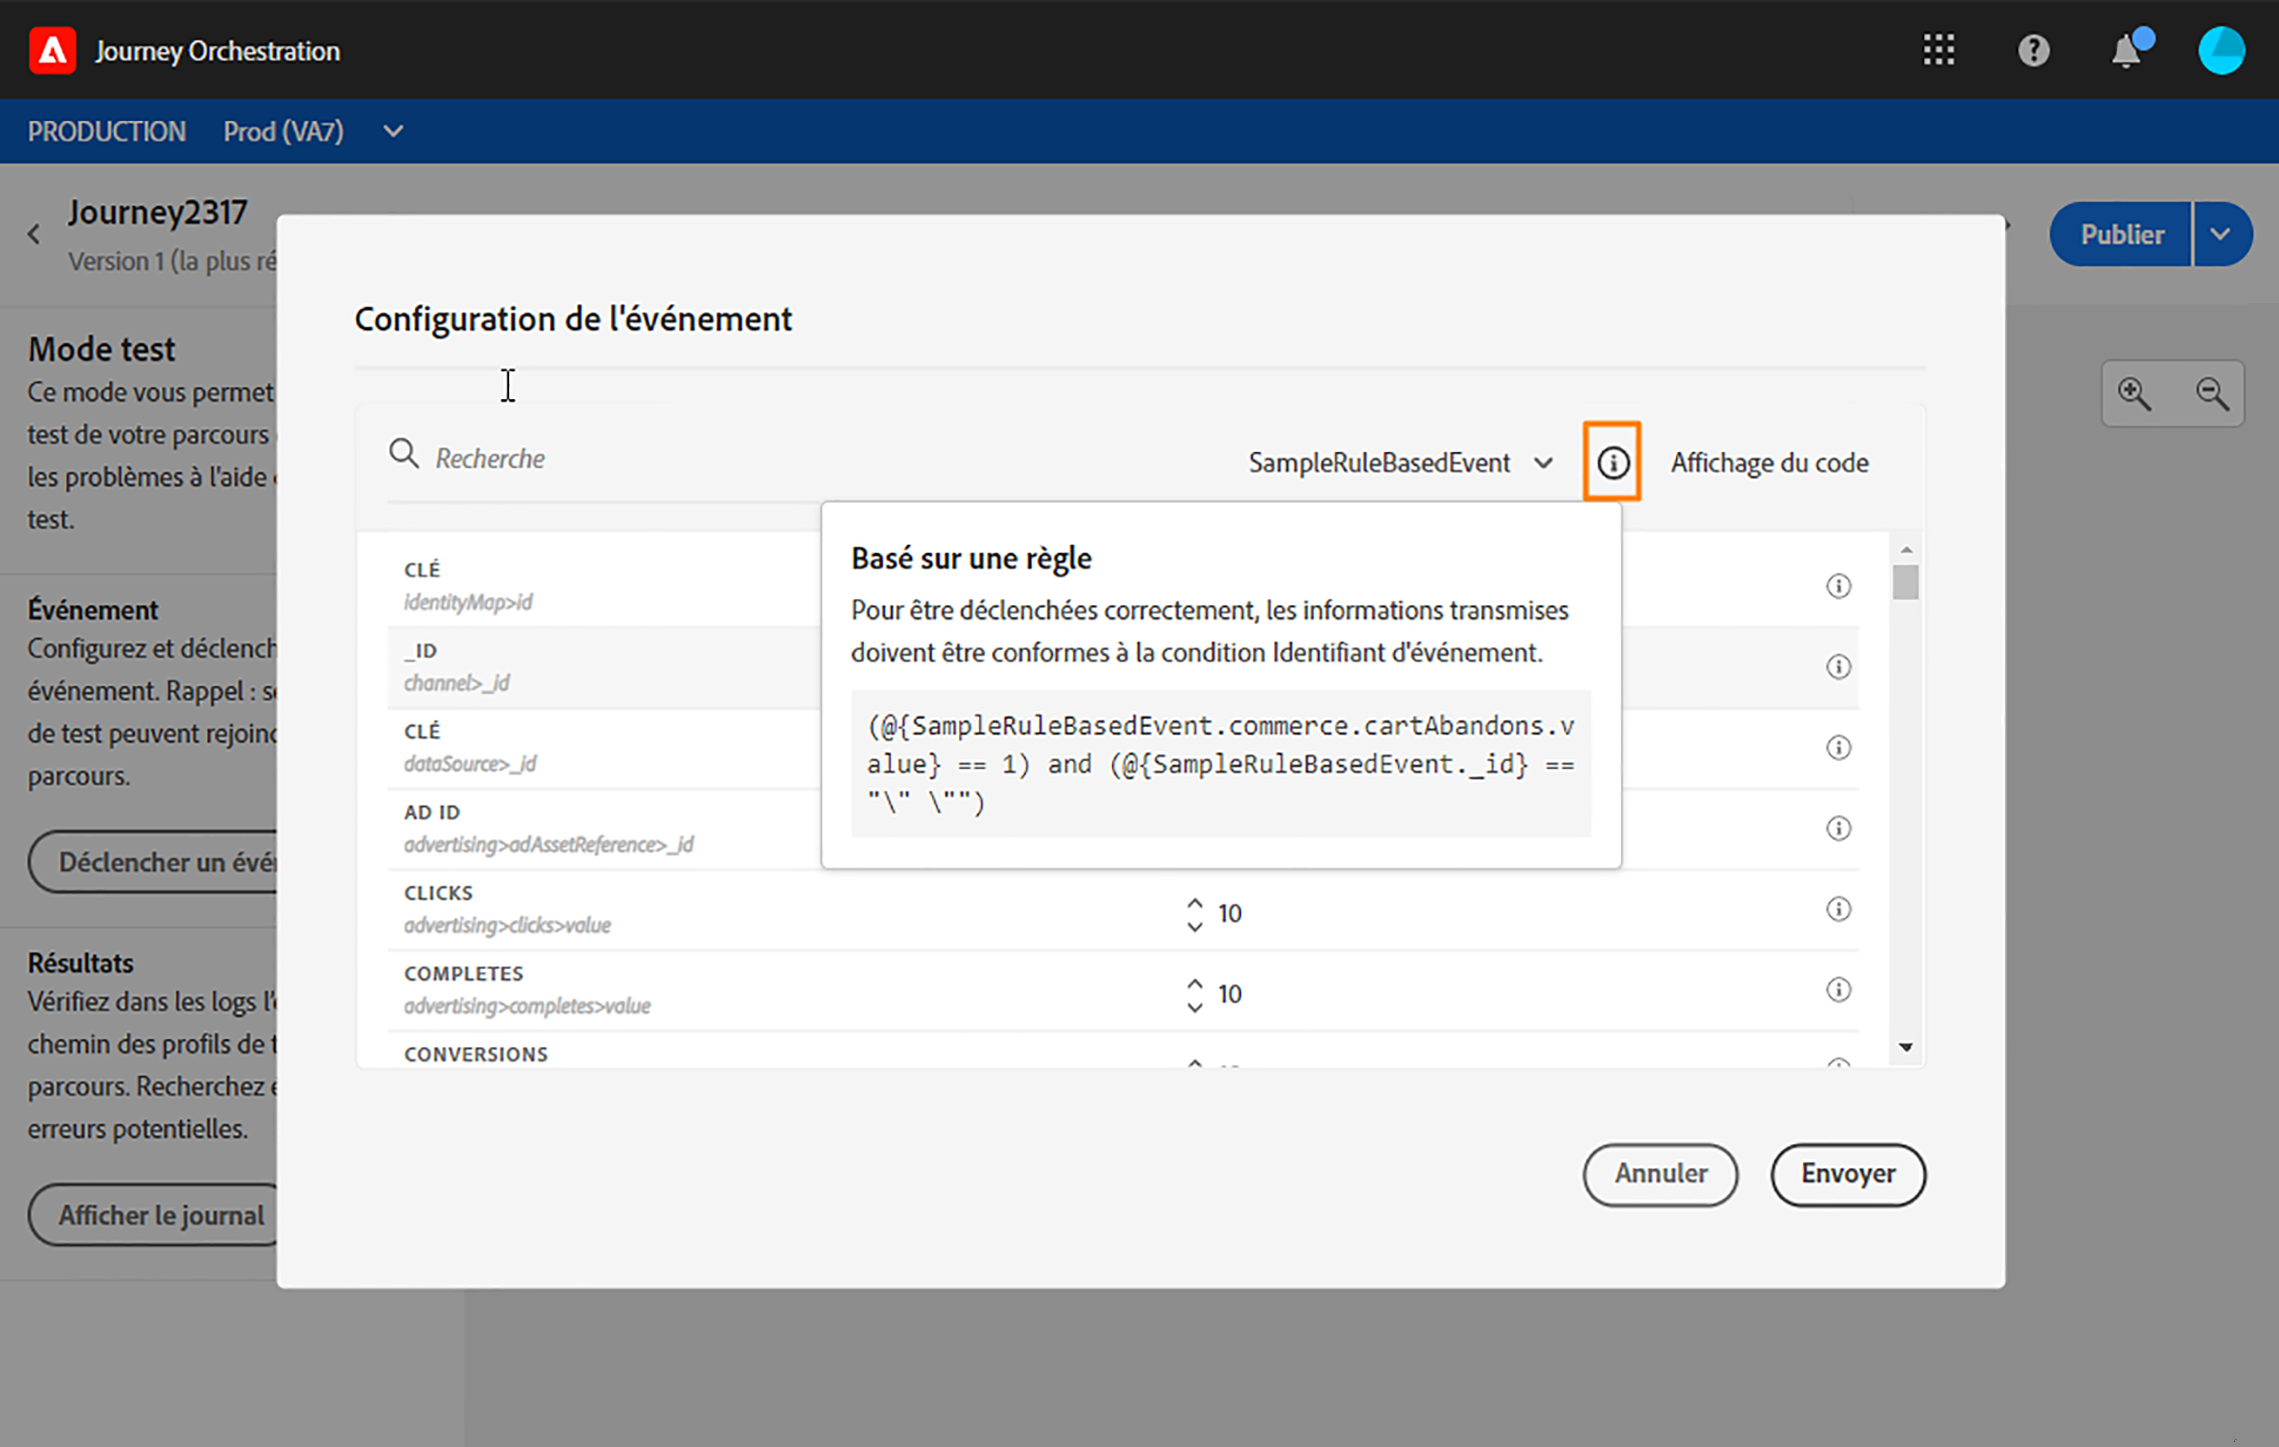 Journey Orchestration
PRODUCTION Prod (VA7)
Journey2317
Version 1 (la plus ré
Publier
Mode test
Ce mode vous permet
test de votre parcours
les problèmes à l'aide
test.
Événement
Configurez et déclench
événement. Rappel : s
de test peuvent rejoind
parcours.
Déclencher un évé
Résultats
Vérifiez dans les logs l'
chemin des profils de t
parcours. Recherchez
erreurs potentielles.
Afficher le journal
Configuration de l'événement
Recherche
SampleRuleBasedEvent
Affichage du code
CLÉ
identityMap>id
_ID
channel>_id
CLÉ
dataSource>_id
AD ID
advertising>adAssetReference>_id
CLICKS
advertising>clicks>value
10
COMPLETES
advertising>completes>value
10
CONVERSIONS
Basé sur une règle
Pour être déclenchées correctement, les informations transmises
doivent être conformes à la condition Identifiant d'événement.
(@{SampleRuleBasedEvent.commerce.cartAbandons.v
alue} == 1) and (@{SampleRuleBasedEvent._id} ==
"\" \"")
Annuler
Envoyer